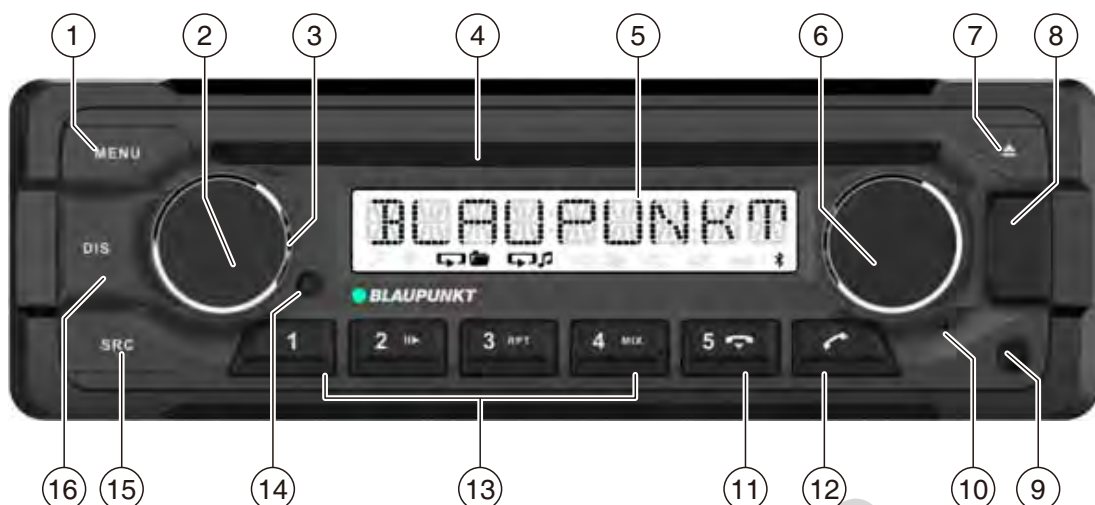 1 2 3 4 5 6 7 8
MENU
BLAUPUNKT
DIS
BLAUPUNKT
SRC
1 2 3 RPT 4 MIX 5
16 15 14 13 11 12 10 9